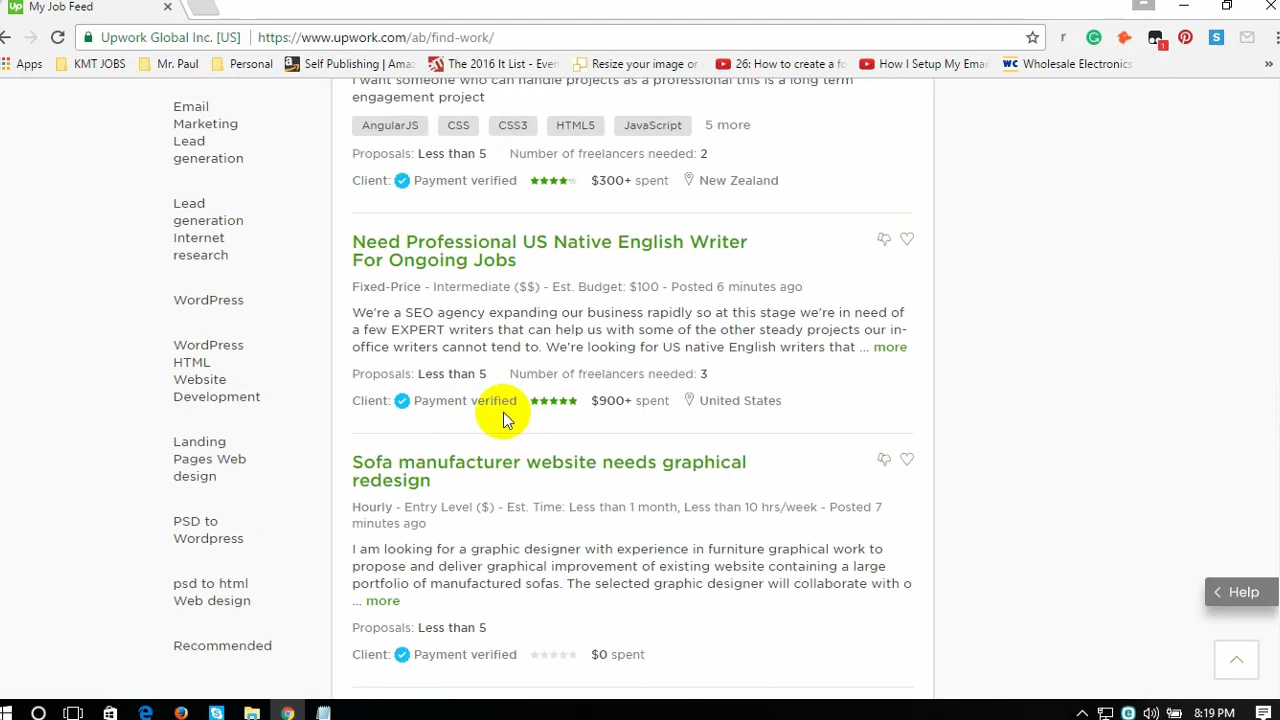 Up My Job Feed
Upwork Global Inc. [US] https://www.upwork.com/ab/find-work/
Apps KMT JOBS Mr. Paul Personal Self Publishing | Ama The 2016 It List - Even Resize your image or 26: How to create a fo How I Setup My Emai WC Wholesale Electronics »
I want someone who can handle projects as a professional this is a long term
engagement project
AngularJS CSS CSS3 HTML5 JavaScript 5 more
Proposals: Less than 5 Number of freelancers needed: 2
Client: Payment verified $300+ spent New Zealand
Need Professional US Native English Writer
For Ongoing Jobs
Fixed-Price - Intermediate ($$) - Est. Budget: $100 - Posted 6 minutes ago
We're a SEO agency expanding our business rapidly so at this stage we're in need of
a few EXPERT writers that can help us with some of the other steady projects our in-
office writers cannot tend to. We're looking for US native English writers that ... more
Proposals: Less than 5 Number of freelancers needed: 3
Client: Payment verified $900+ spent United States
Sofa manufacturer website needs graphical
redesign
Hourly - Entry Level ($) - Est. Time: Less than 1 month, Less than 10 hrs/week - Posted 7
minutes ago
I am looking for a graphic designer with experience in furniture graphical work to
propose and deliver graphical improvement of existing website containing a large
portfolio of manufactured sofas. The selected graphic designer will collaborate with o
... more
Proposals: Less than 5
Client: Payment verified $0 spent
Email
Marketing
Lead
generation
Lead
generation
Internet
research
WordPress
WordPress
HTML
Website
Development
Landing
Pages Web
design
PSD to
Wordpress
psd to html
Web design
Recommended
Help
8:19 PM